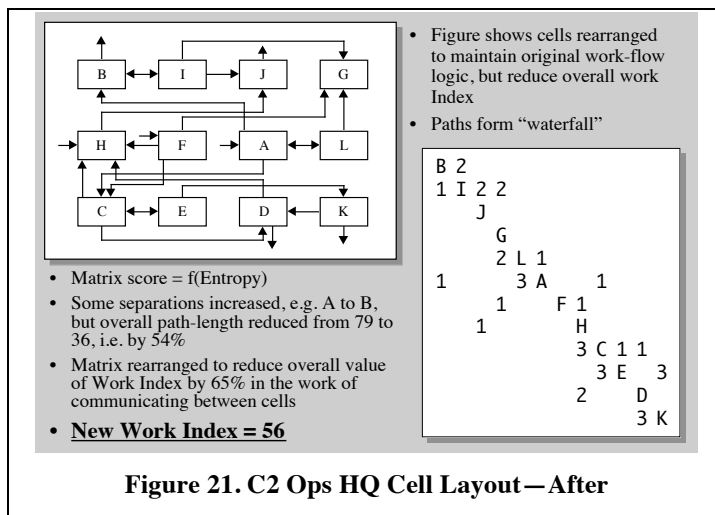 B I J G
H F A L
C E D K
• Matrix score = f(Entropy)
• Some separations increased, e.g. A to B,
but overall path-length reduced from 79 to
36, i.e. by 54%
• Matrix rearranged to reduce overall value
of Work Index by 65% in the work of
communicating between cells
• New Work Index = 56
• Figure shows cells rearranged
to maintain original work-flow
logic, but reduce overall work
Index
• Paths form “waterfall”
B 2
1 I 2 2
J
G
2 L 1
1 3 A 1
1 F 1
1 H
3 C 1 1
3 E 3
2 D
3 K
Figure 21. C2 Ops HQ Cell Layout—After